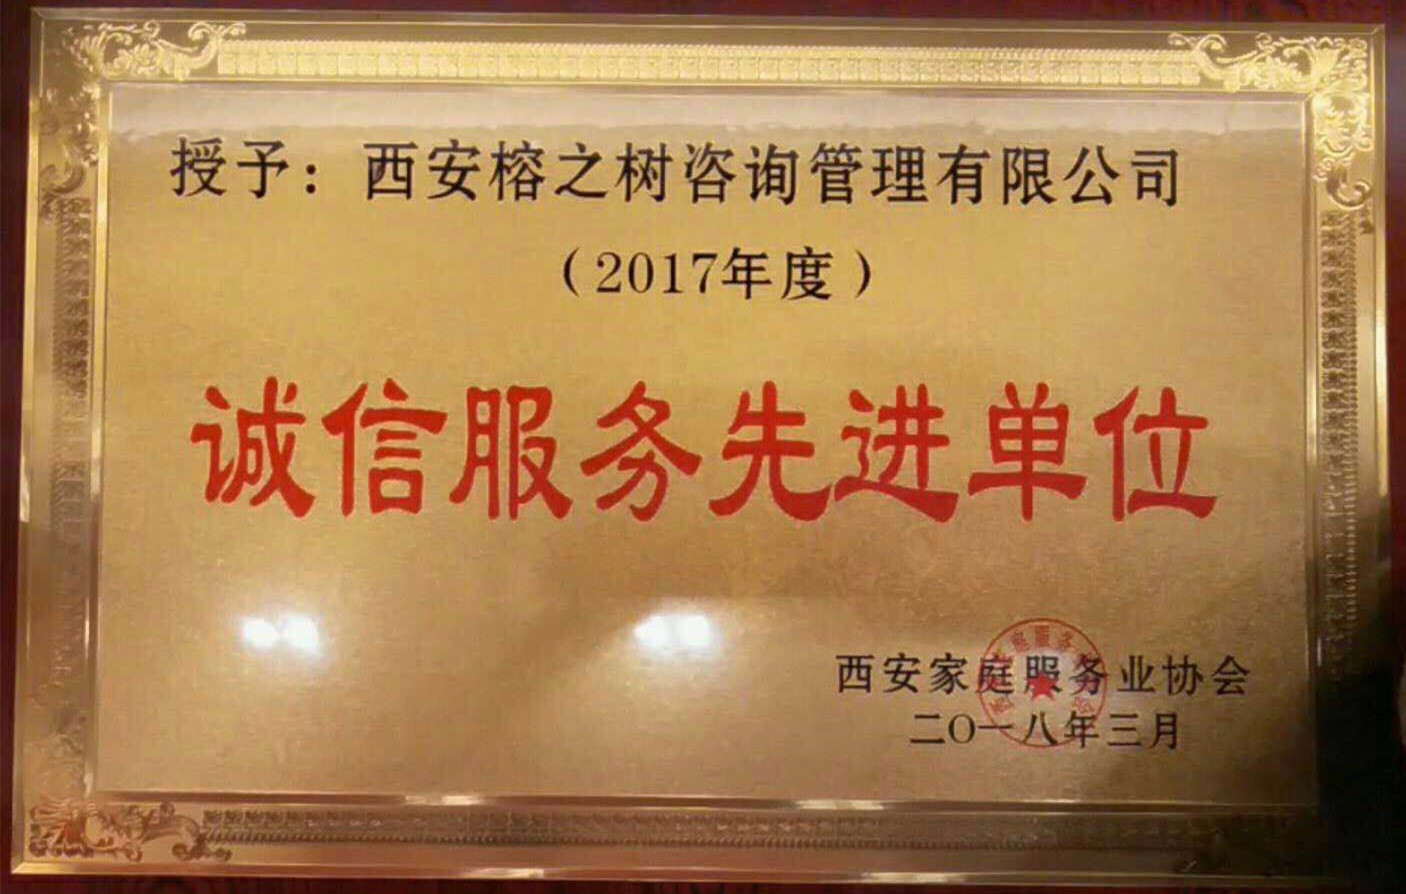 授予：西安榕之树咨询管理有限公司
（2017年度）
诚信服务先进单位
西安家庭服务业协会
二〇一八年三月